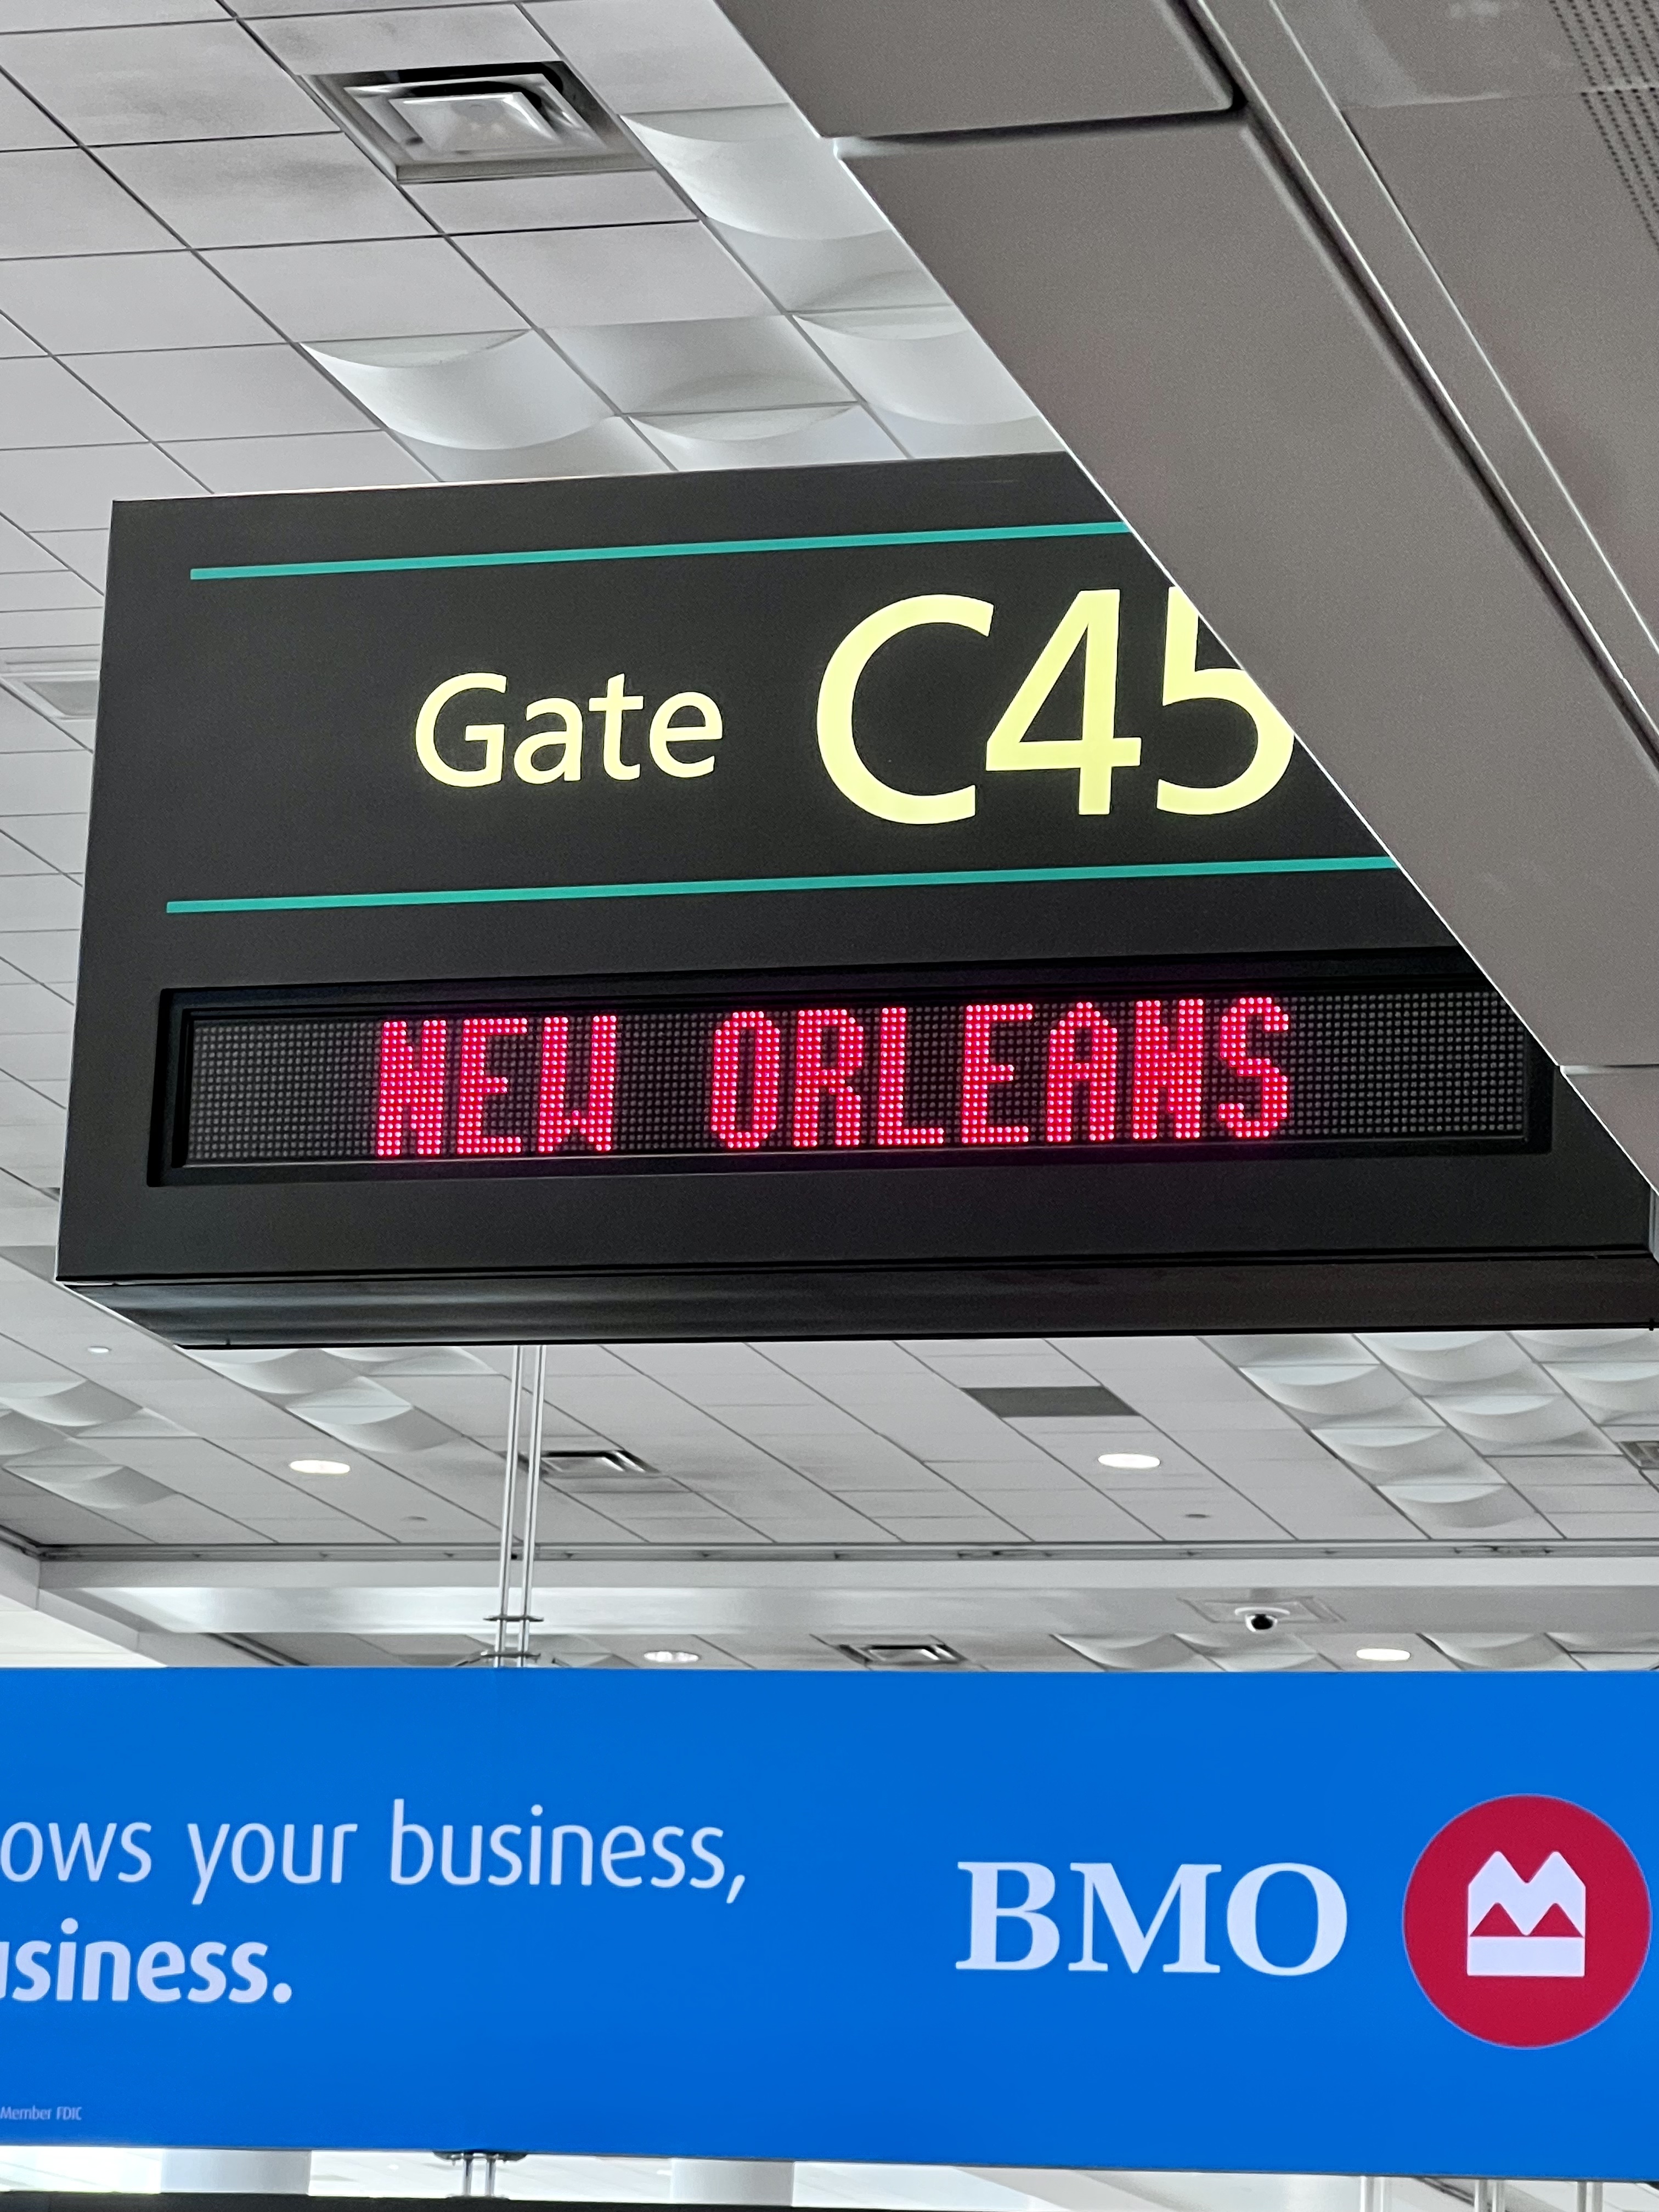 Gate C45
NEW ORLEANS
ows your business,
usiness.
BMO
Member FDIC